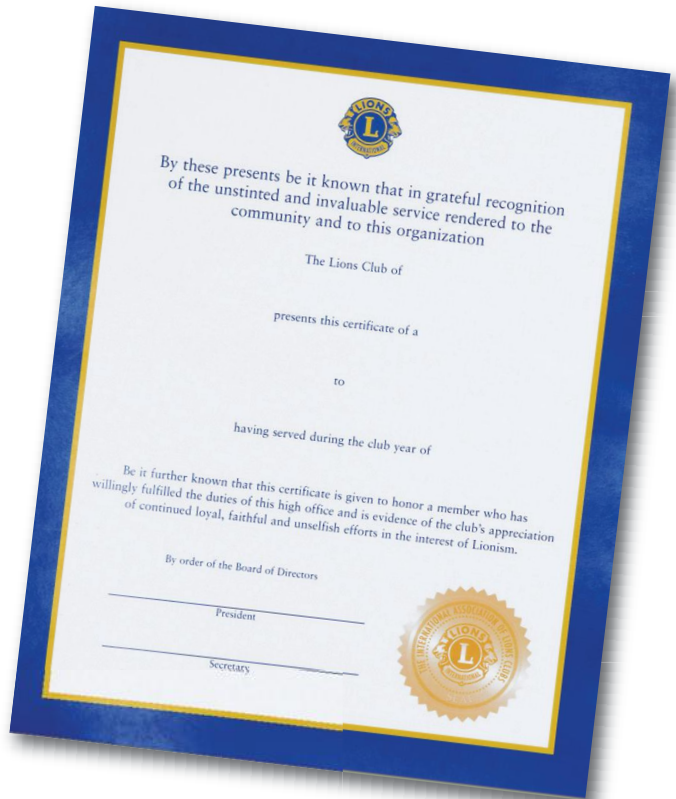 LIONS
L
INTERNATIONAL
By these presents be it known that in grateful recognition
of the unstinted and invaluable service rendered to the
community and to this organization
The Lions Club of
presents this certificate of a
to
having served during the club year of
Be it further known that this certificate is given to honor a member who has
willingly fulfilled the duties of this high office and is evidence of the club's appreciation
of continued loyal, faithful and unselfish efforts in the interest of Lionism.
By order of the Board of Directors
President
Secretary
THE INTERNATIONAL ASSOCIATION OF LIONS CLUBS
LIONS
L
INTERNATIONAL